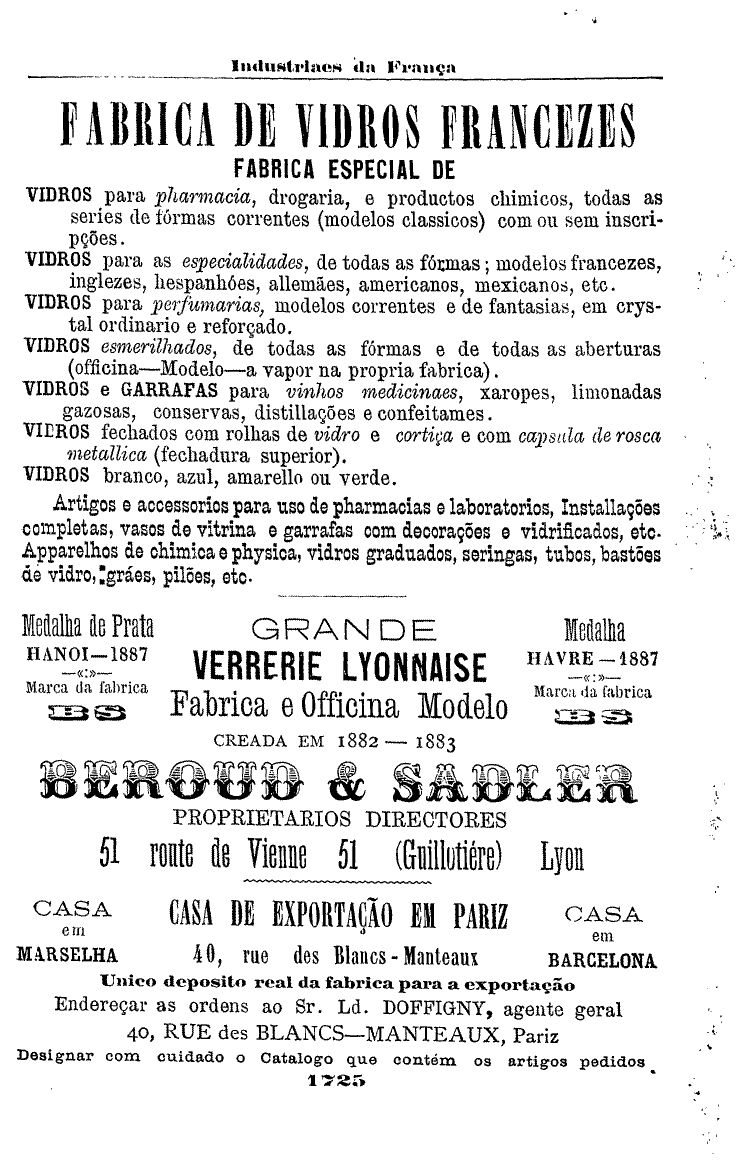 Industriaes da França
FABRICA DE VIDROS FRANCEZES
FABRICA ESPECIAL DE
VIDROS para pharmacia, drogaria, e productos chimicos, todas as
series de fórmas correntes (modelos classicos) com ou sem inscri-
pções.
VIDROS para as especialidades, de todas as fórmas ; modelos francezes,
inglezes, hespanhóes, allemães, americanos, mexicanos, etc.
VIDROS para perfumarias, modelos correntes e de fantasias, em crys-
tal ordinario e reforçado.
VIDROS esmerilhados, de todas as fórmas e de todas as aberturas
(officina—Modelo—a vapor na propria fabrica).
VIDROS e GARRAFAS para vinhos medicinaes, xaropes, limonadas
gazosas, conservas, distillações e confeitames.
VIDROS fechados com rolhas de vidro e cortiça e com capsula de rosca
metallica (fechadura superior).
VIDROS branco, azul, amarello ou verde.
Artigos e accessorios para uso de pharmacias e laboratorios, Installações
completas, vasos de vitrina e garrafas com decorações e vidrificados, etc.
Apparelhos de chimica e physica, vidros graduados, seringas, tubos, bastões
de vidro, gráes, pilões, etc.
Medalha de Prata
HANOI—1887
—«:»—
Marca da fabrica
BS
GRANDE
VERRERIE LYONNAISE
Fabrica e Officina Modelo
CREADA EM 1882 — 1883
Medalha
HAVRE — 1887
—«:»—
Marca da fabrica
BS
BEROUD & SADLER
PROPRIETARIOS DIRECTORES
51 route de Vienne 51 (Guillotiére) Lyon
CASA
em
MARSELHA
CASA DE EXPORTAÇÃO EM PARIZ
40, rue des Blancs-Manteaux
CASA
em
BARCELONA
Unico deposito real da fabrica para a exportação
Endereçar as ordens ao Sr. Ld. DOFFIGNY, agente geral
40, RUE des BLANCS—MANTEAUX, Pariz
Designar com cuidado o Catalogo que contém os artigos pedidos.
1725